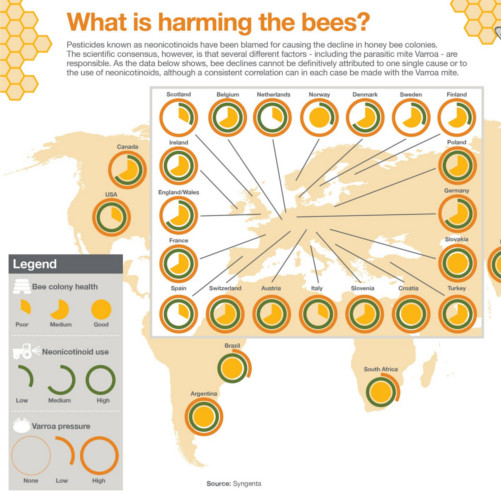 What is harming the bees?
Pesticides known as neonicotinoids have been blamed for causing the decline in honey bee colonies.
The scientific consensus, however, is that several different factors - including the parasitic mite Varroa - are
responsible. As the data below shows, bee declines cannot be definitively attributed to one single cause or to
the use of neonicotinoids, although a consistent correlation can in each case be made with the Varroa mite.
Scotland Belgium Netherlands Norway Denmark Sweden Finland
Canada
Ireland
Poland
USA
England/Wales
Germany
France
Slovakia
Legend
Bee colony health
Poor Medium Good
Spain Switzerland Austria Italy Slovenia Croatia Turkey
Neonicotinoid use
Low Medium High
Brazil
South Africa
Argentina
Varroa pressure
None Low High
Source: Syngenta